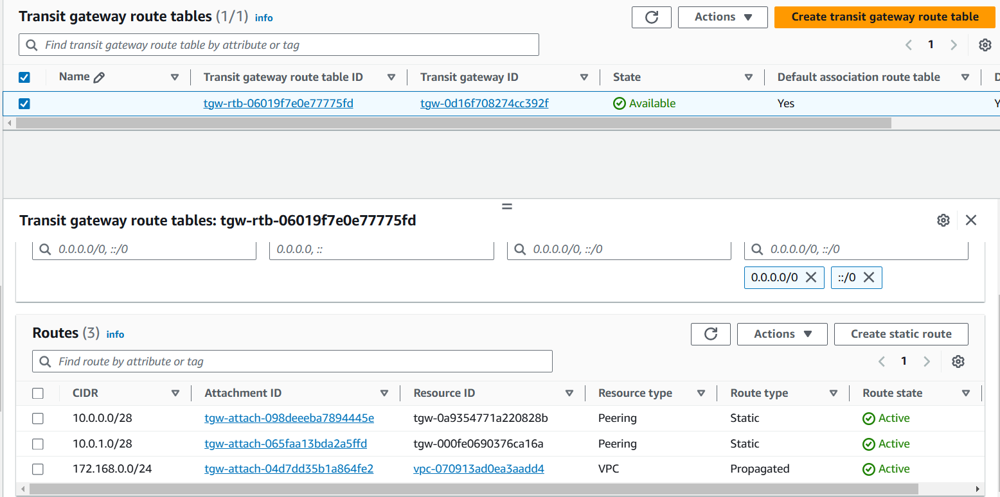 Transit gateway route tables (1/1) info
Actions
Create transit gateway route table
Find transit gateway route table by attribute or tag
1
Name
Transit gateway route table ID
Transit gateway ID
State
Default association route table
D
tgw-rtb-06019f7e0e77775fd
tgw-0d16f708274cc392f
Available
Yes
Y
Transit gateway route tables: tgw-rtb-06019f7e0e77775fd
0.0.0.0/0, ::/0
0.0.0.0, ::
0.0.0.0/0, ::/0
0.0.0.0/0, ::/0
0.0.0.0/0
::/0
Routes (3) info
Actions
Create static route
Find route by attribute or tag
1
CIDR
Attachment ID
Resource ID
Resource type
Route type
Route state
10.0.0.0/28
tgw-attach-098deeeba7894445e
tgw-0a9354771a220828b
Peering
Static
Active
10.0.1.0/28
tgw-attach-065faa13bda2a5ffd
tgw-000fe0690376ca16a
Peering
Static
Active
172.168.0.0/24
tgw-attach-04d7dd35b1a864fe2
vpc-070913ad0ea3aadd4
VPC
Propagated
Active